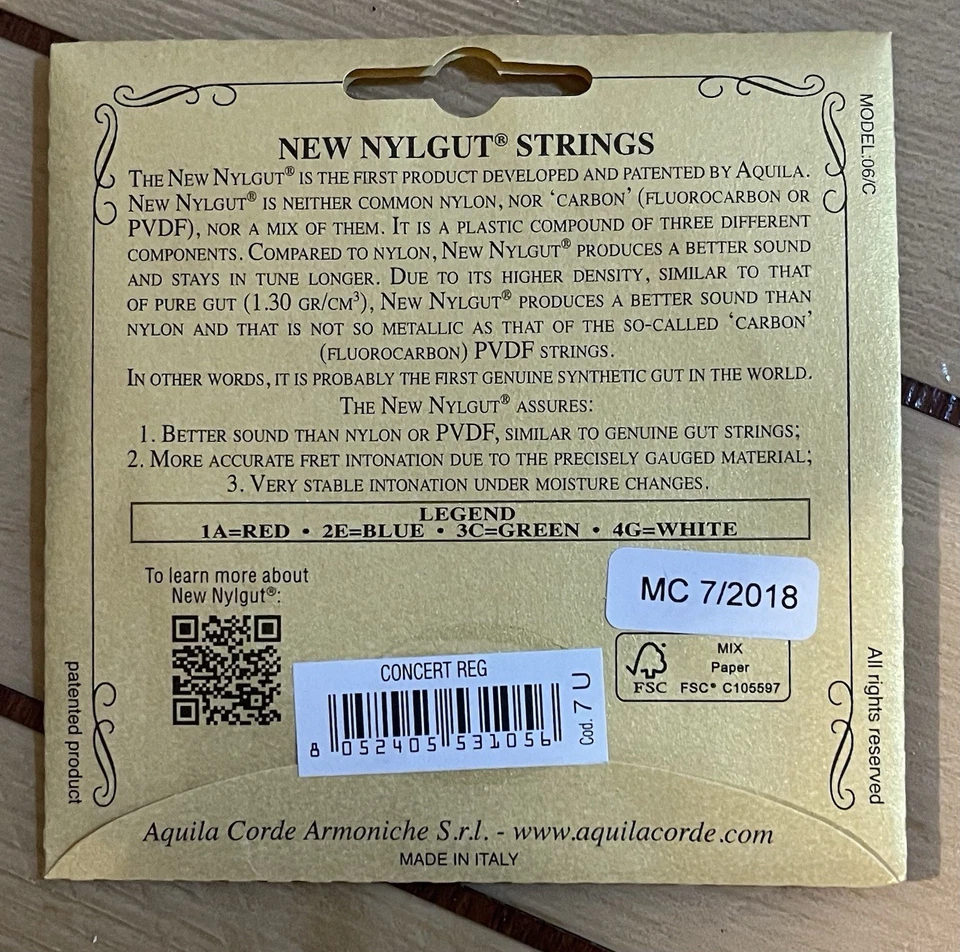 NEW NYLGUT® STRINGS
THE NEW NYLGUT® IS THE FIRST PRODUCT DEVELOPED AND PATENTED BY AQUILA.
NEW NYLGUT® IS NEITHER COMMON NYLON, NOR ‘CARBON’ (FLUOROCARBON OR
PVDF), NOR A MIX OF THEM. IT IS A PLASTIC COMPOUND OF THREE DIFFERENT
COMPONENTS. COMPARED TO NYLON, NEW NYLGUT® PRODUCES A BETTER SOUND
AND STAYS IN TUNE LONGER. DUE TO ITS HIGHER DENSITY, SIMILAR TO THAT
OF PURE GUT (1.30 GR/CM³), NEW NYLGUT® PRODUCES A BETTER SOUND THAN
NYLON AND THAT IS NOT SO METALLIC AS THAT OF THE SO-CALLED ‘CARBON’
(FLUOROCARBON) PVDF STRINGS.
IN OTHER WORDS, IT IS PROBABLY THE FIRST GENUINE SYNTHETIC GUT IN THE WORLD.
THE NEW NYLGUT® ASSURES:
1. BETTER SOUND THAN NYLON OR PVDF, SIMILAR TO GENUINE GUT STRINGS;
2. MORE ACCURATE FRET INTONATION DUE TO THE PRECISELY GAUGED MATERIAL;
3. VERY STABLE INTONATION UNDER MOISTURE CHANGES.
LEGEND
1A=RED • 2E=BLUE • 3C=GREEN • 4G=WHITE
MODEL:06/C
To learn more about
New Nylgut®:
MC 7/2018
MIX
Paper
FSC FSC® C105597
CONCERT REG
8 052405 531056
Cod. 7 U
patented product
All rights reserved
Aquila Corde Armoniche S.r.l. - www.aquilacorde.com
MADE IN ITALY